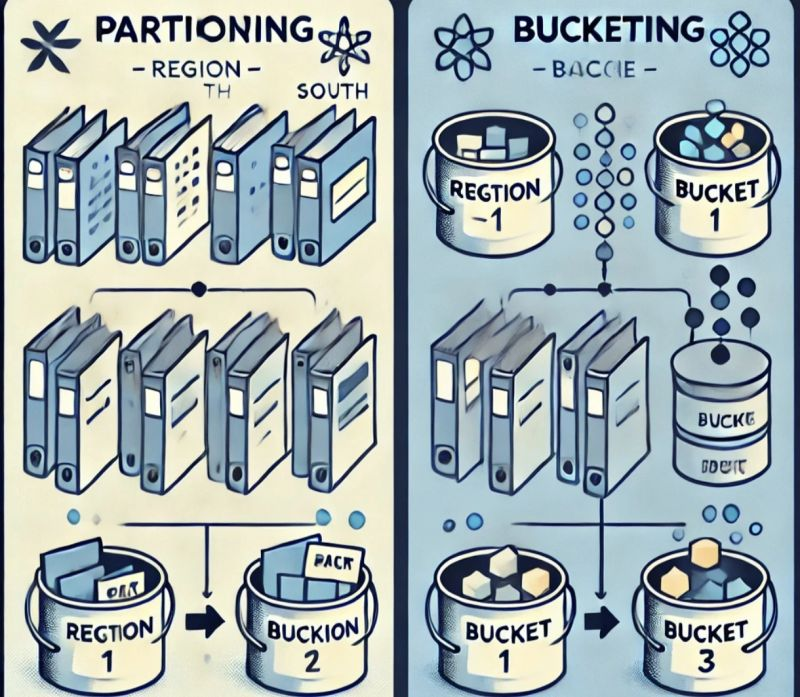 PARTIONING
– REGION –
TH SOUTH
PACK
REGTION
1
BUCKION
2
BUCKETING
– BACCIE –
REGTION
-1
BUCKET
1
BUCKE
BUCKET
1
BUCKET
3